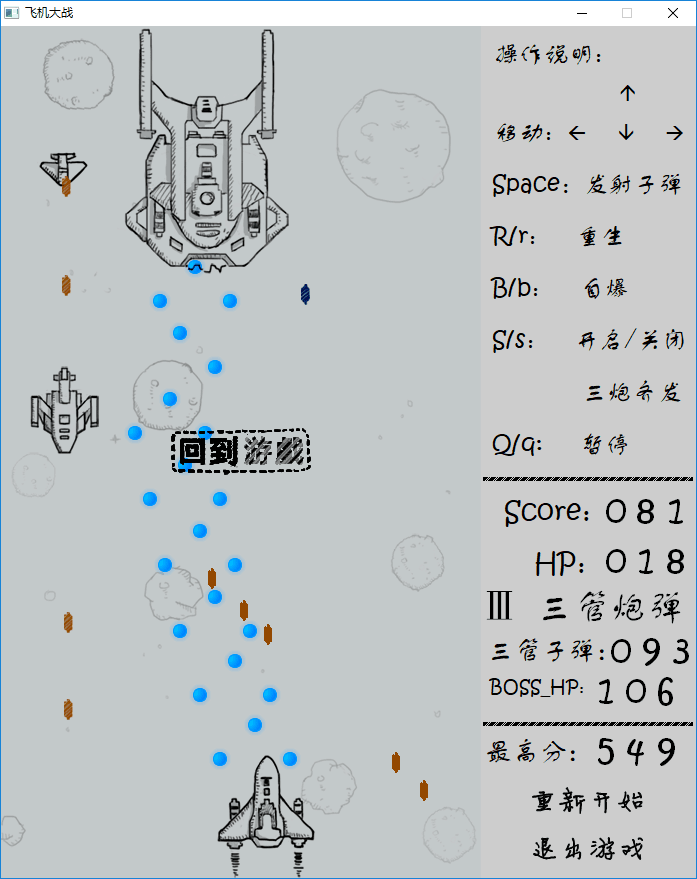 飞机大战
操作说明：
↑
移动：← ↓ →
Space：发射子弹
R/r： 重生
B/b： 自爆
S/s： 开启/关闭
三炮齐发
Q/q： 暂停
回到游戏
Score：081
HP：018
Ⅲ 三管炮弹
三管子弹:093
BOSS_HP：106
最高分：549
重新开始
退出游戏